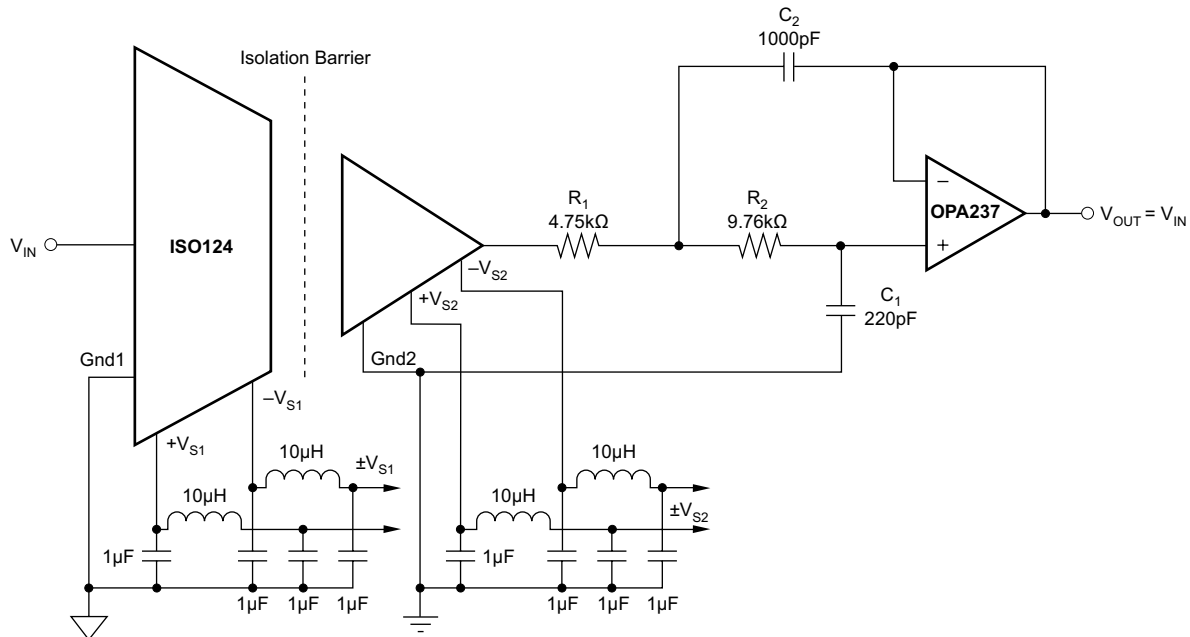 C2
1000pF
Isolation Barrier
R1
4.75kΩ
R2
9.76kΩ
−
OPA237
+
VOUT = VIN
VIN
ISO124
−VS2
+VS2
C1
220pF
Gnd1
Gnd2
−VS1
+VS1
10µH
±VS1
10µH
10µH
±VS2
10µH
1µF
1µF
1µF
1µF
1µF
1µF
1µF
1µF